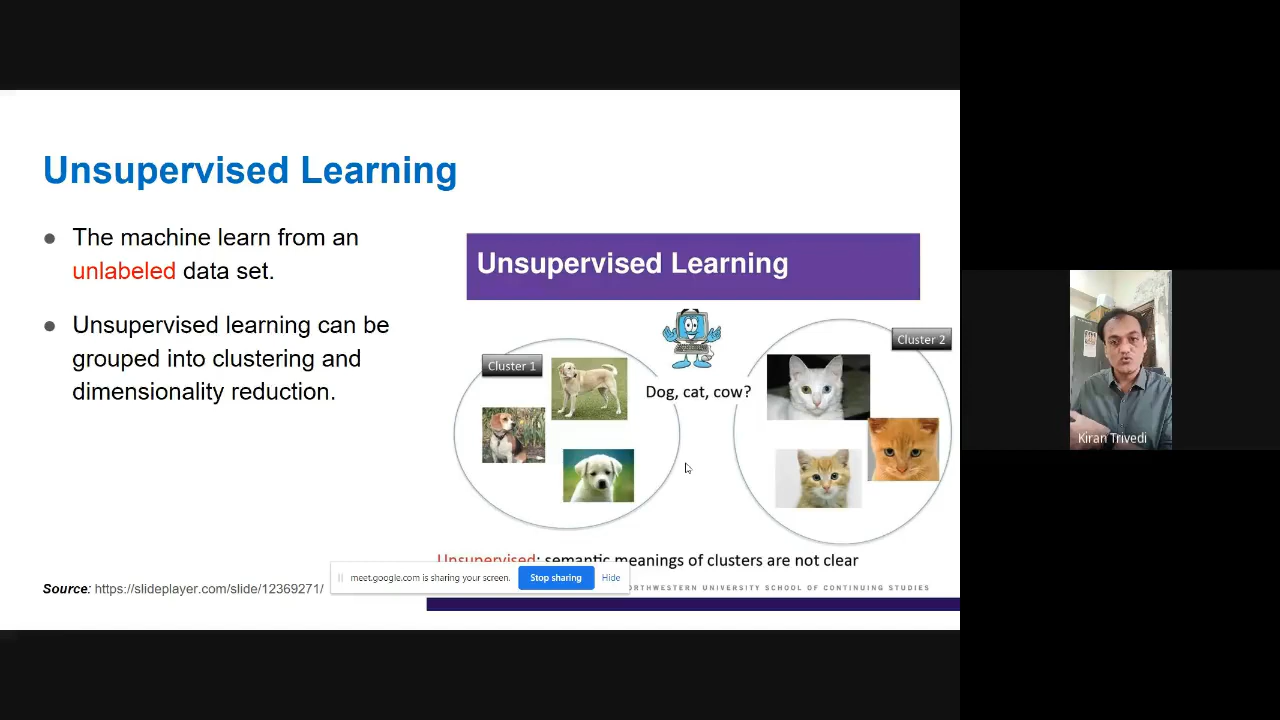 Unsupervised Learning
● The machine learn from an
unlabeled data set.
● Unsupervised learning can be
grouped into clustering and
dimensionality reduction.
Unsupervised Learning
Cluster 1
Dog, cat, cow?
Cluster 2
Unsupervised: semantic meanings of clusters are not clear
Source: https://slideplayer.com/slide/12369271/
meet.google.com is sharing your screen. Stop sharing Hide
UNIVERSITY SCHOOL OF CONTINUING STUDIES
Kiran Trivedi